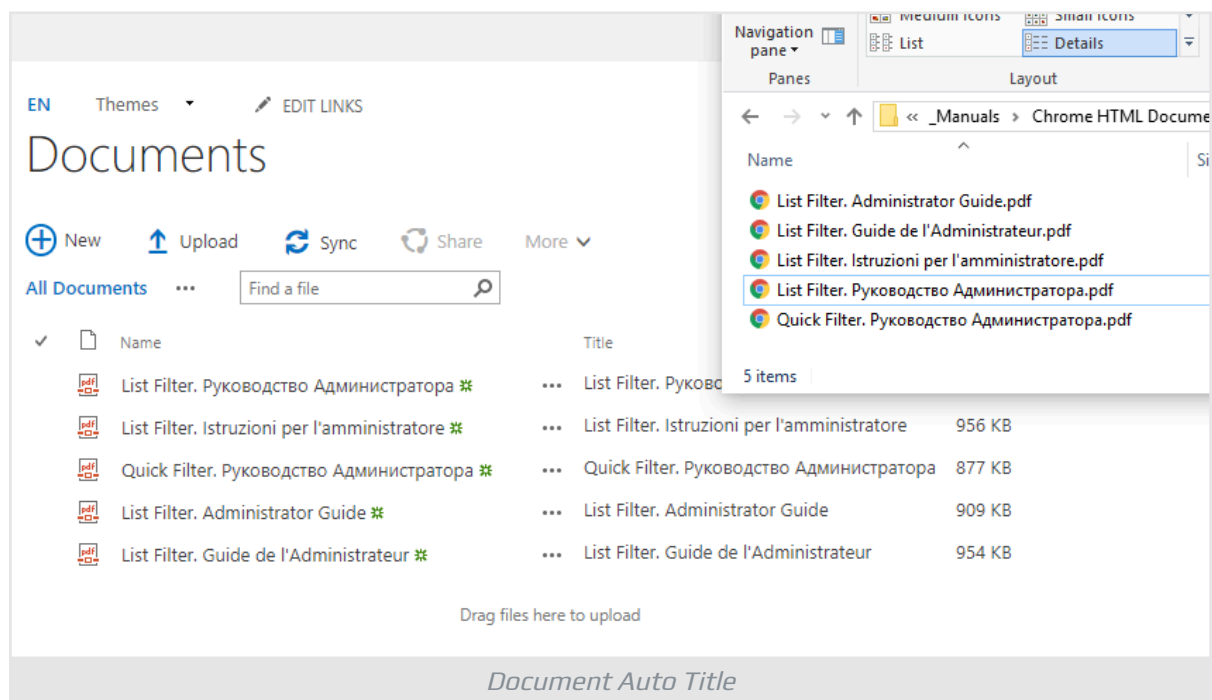 Medium icons
Small icons
Navigation
pane
List
Details
Panes
Layout
EN Themes EDIT LINKS
« _Manuals › Chrome HTML Docume
Documents
Name
Si
List Filter. Administrator Guide.pdf
List Filter. Guide de l'Administrateur.pdf
List Filter. Istruzioni per l'amministratore.pdf
List Filter. Руководство Администратора.pdf
Quick Filter. Руководство Администратора.pdf
5 items
New Upload Sync Share More
All Documents ••• Find a file
Name Title
List Filter. Руководство Администратора ••• List Filter. Руково
List Filter. Istruzioni per l'amministratore ••• List Filter. Istruzioni per l'amministratore 956 KB
Quick Filter. Руководство Администратора ••• Quick Filter. Руководство Администратора 877 KB
List Filter. Administrator Guide ••• List Filter. Administrator Guide 909 KB
List Filter. Guide de l'Administrateur ••• List Filter. Guide de l'Administrateur 954 KB
Drag files here to upload
Document Auto Title